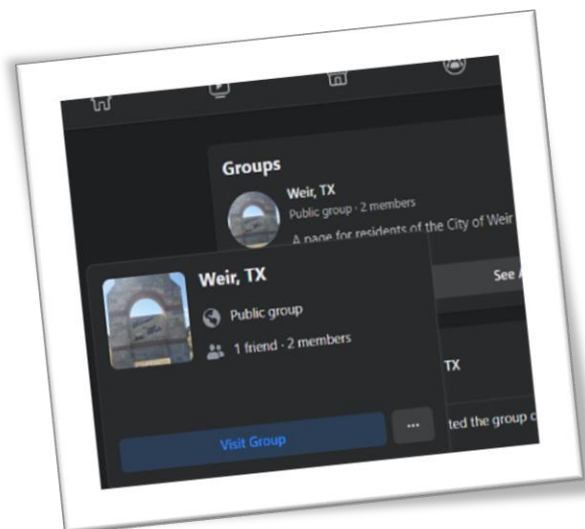 Groups
Weir, TX
Public group · 2 members
A page for residents of the City of Weir
See
Weir, TX
Public group
1 friend · 2 members
TX
ted the group
Visit Group
...